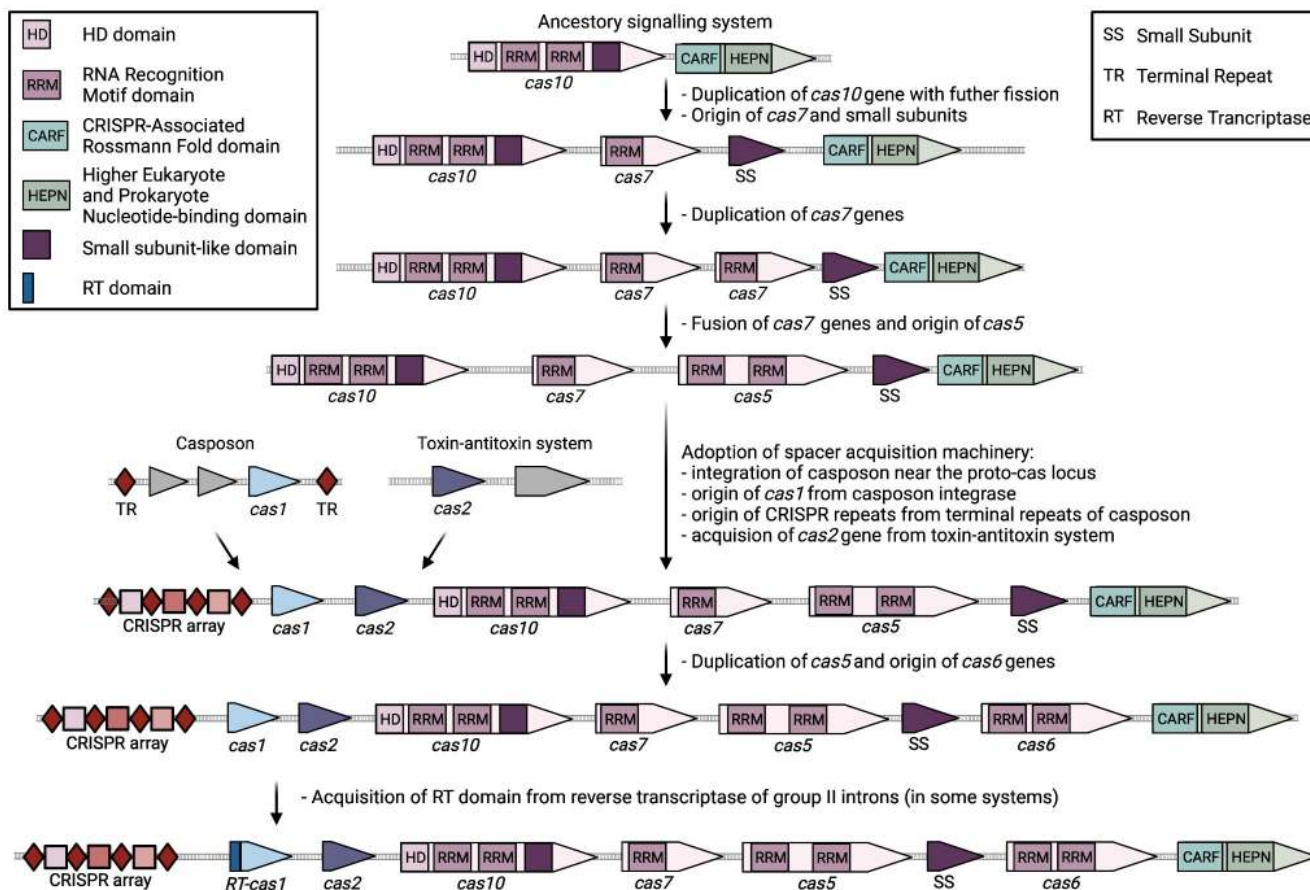 HD HD domain
RRM RNA Recognition
Motif domain
CARF CRISPR-Associated
Rossmann Fold domain
HEPN Higher Eukaryote
and Prokaryote
Nucleotide-binding domain
Small subunit-like domain
RT domain
SS Small Subunit
TR Terminal Repeat
RT Reverse Trancriptase
Ancestory signalling system
HD RRM RRM CARF HEPN
cas10
- Duplication of cas10 gene with futher fission
- Origin of cas7 and small subunits
HD RRM RRM RRM CARF HEPN
cas10 cas7 SS
- Duplication of cas7 genes
HD RRM RRM RRM RRM CARF HEPN
cas10 cas7 cas7 SS
- Fusion of cas7 genes and origin of cas5
HD RRM RRM RRM RRM RRM CARF HEPN
cas10 cas7 cas5 SS
Casposon Toxin-antitoxin system
TR cas1 TR cas2
Adoption of spacer acquisition machinery:
- integration of casposon near the proto-cas locus
- origin of cas1 from casposon integrase
- origin of CRISPR repeats from terminal repeats of casposon
- acquision of cas2 gene from toxin-antitoxin system
HD RRM RRM RRM RRM RRM CARF HEPN
CRISPR array cas1 cas2 cas10 cas7 cas5 SS
- Duplication of cas5 and origin of cas6 genes
HD RRM RRM RRM RRM RRM RRM RRM CARF HEPN
CRISPR array cas1 cas2 cas10 cas7 cas5 SS cas6
- Acquisition of RT domain from reverse transcriptase of group II introns (in some systems)
HD RRM RRM RRM RRM RRM RRM RRM CARF HEPN
CRISPR array RT-cas1 cas2 cas10 cas7 cas5 SS cas6